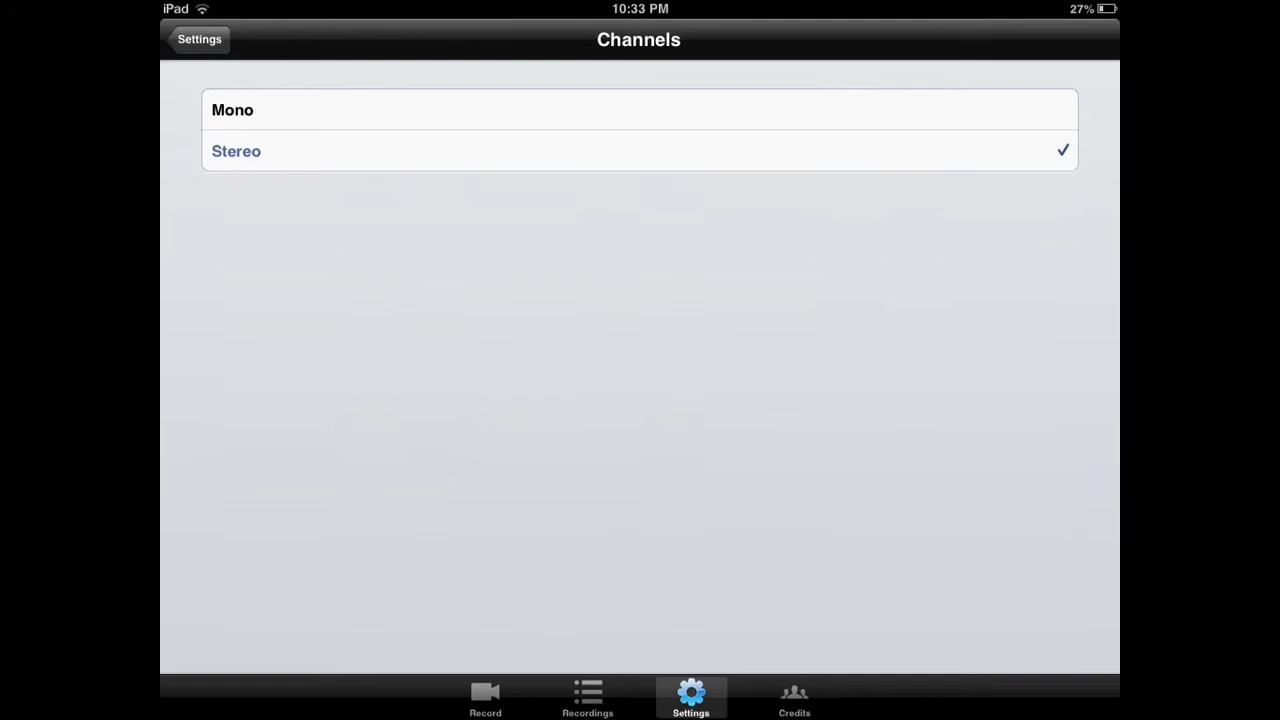 iPad 10:33 PM 27%
Settings Channels
Mono
Stereo
Record Recordings Settings Credits